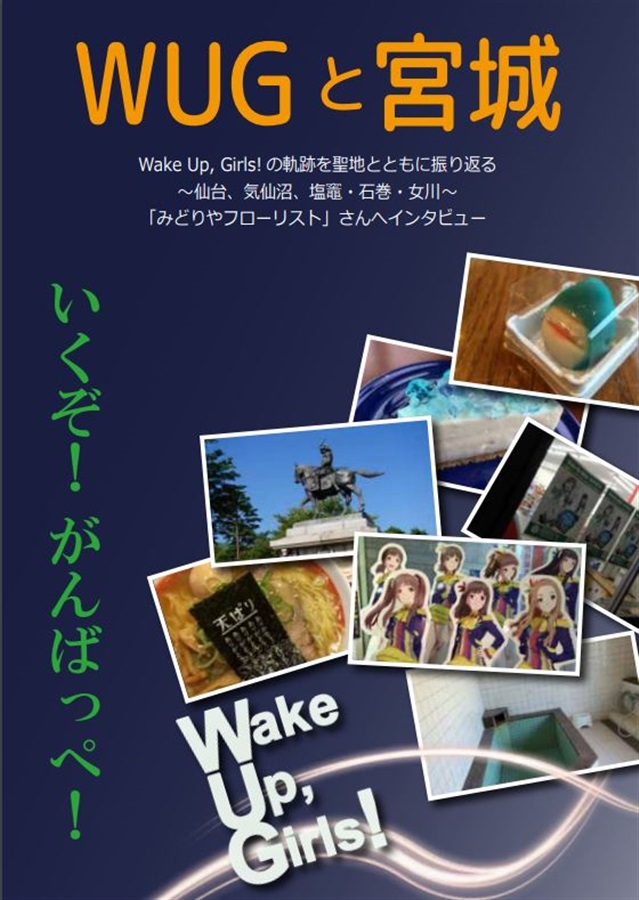 WUGと宮城
Wake Up, Girls! の軌跡を聖地とともに振り返る
～仙台、気仙沼、塩竈・石巻・女川～
「みどりやフローリスト」さんへインタビュー
いくぞ！がんばっぺ！
天ぱり
Wake
Up,
Girls!